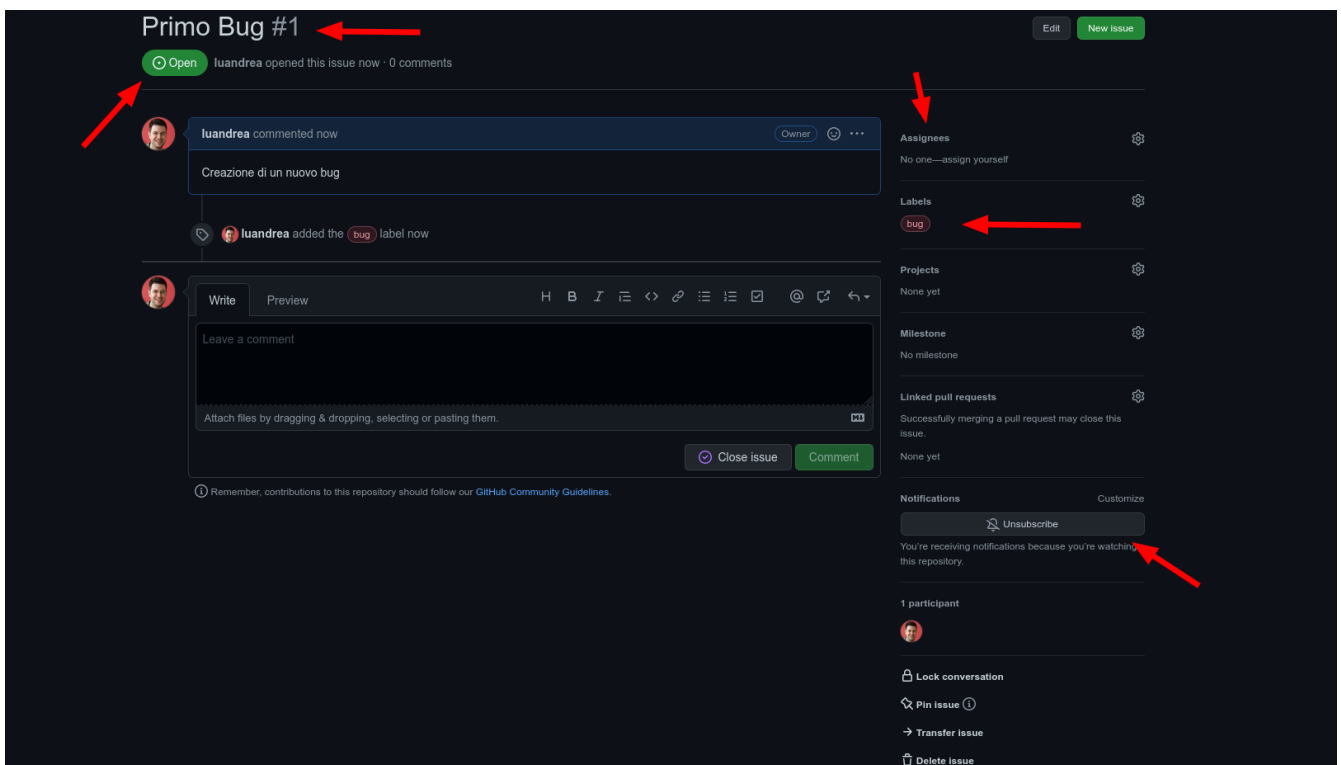 Primo Bug #1
Edit
New issue
Open
luandrea opened this issue now · 0 comments
luandrea commented now
Owner
Creazione di un nuovo bug
luandrea added the bug label now
Write
Preview
Leave a comment
Attach files by dragging & dropping, selecting or pasting them.
Close issue
Comment
Remember, contributions to this repository should follow our GitHub Community Guidelines.
Assignees
No one—assign yourself
Labels
bug
Projects
None yet
Milestone
No milestone
Linked pull requests
Successfully merging a pull request may close this
issue.
None yet
Notifications
Customize
Unsubscribe
You're receiving notifications because you're watching
this repository.
1 participant
Lock conversation
Pin issue
Transfer issue
Delete issue